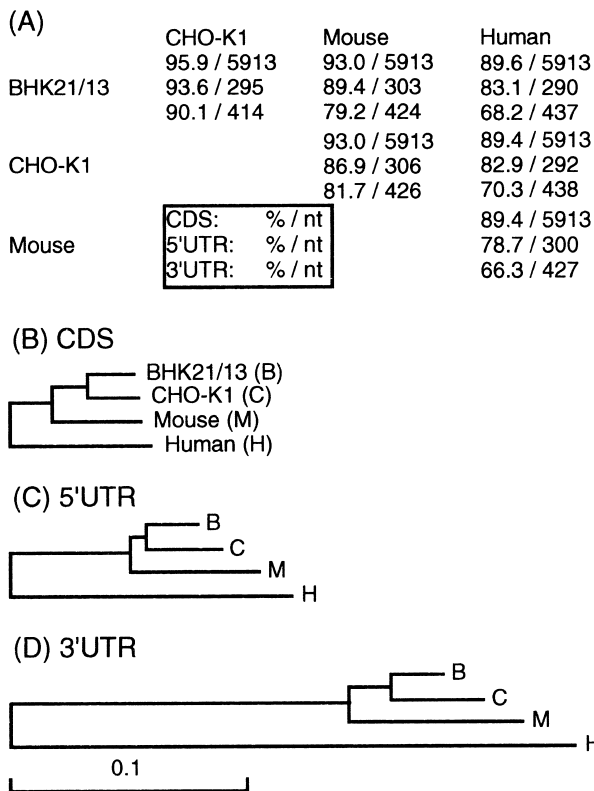 (A)
CHO-K1 Mouse Human
95.9 / 5913 93.0 / 5913 89.6 / 5913
BHK21/13 93.6 / 295 89.4 / 303 83.1 / 290
90.1 / 414 79.2 / 424 68.2 / 437
93.0 / 5913 89.4 / 5913
CHO-K1 86.9 / 306 82.9 / 292
81.7 / 426 70.3 / 438
CDS: % / nt 89.4 / 5913
Mouse 5'UTR: % / nt 78.7 / 300
3'UTR: % / nt 66.3 / 427
(B) CDS
BHK21/13 (B)
CHO-K1 (C)
Mouse (M)
Human (H)
(C) 5'UTR
B
C
M
H
(D) 3'UTR
B
C
M
H
0.1